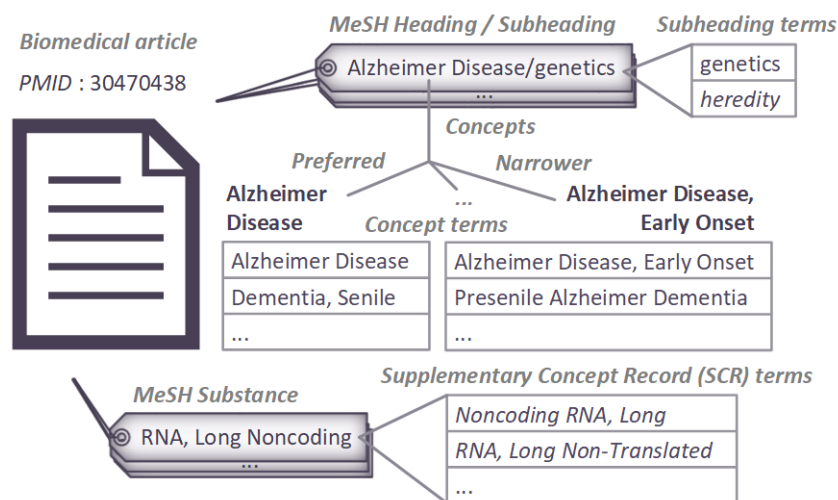 Biomedical article
PMID : 30470438
MeSH Heading / Subheading
Alzheimer Disease/genetics
...
Subheading terms
genetics
heredity
Concepts
Preferred
Narrower
...
Alzheimer
Disease
Alzheimer Disease,
Early Onset
Concept terms
Alzheimer Disease
Dementia, Senile
...
Alzheimer Disease, Early Onset
Presenile Alzheimer Dementia
...
MeSH Substance
RNA, Long Noncoding
...
Supplementary Concept Record (SCR) terms
Noncoding RNA, Long
RNA, Long Non-Translated
...